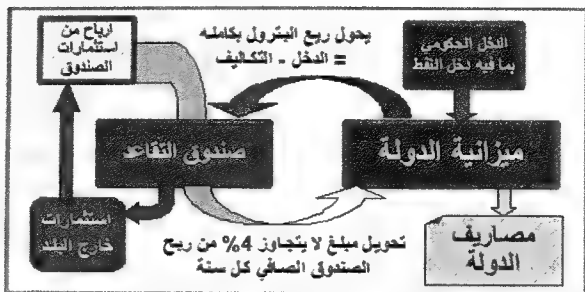 الدخل الحكومي
بما فيه دخل النفط
يحول ريع البترول بكامله
= الدخل - التكاليف
ارباح من
استثمارات
الصندوق
ميزانية الدولة
صندوق التقاعد
مصاريف
الدولة
تحويل مبلغ لا يتجاوز 4% من ربح
الصندوق الصافي كل سنة
استثمارات
خارج البلد